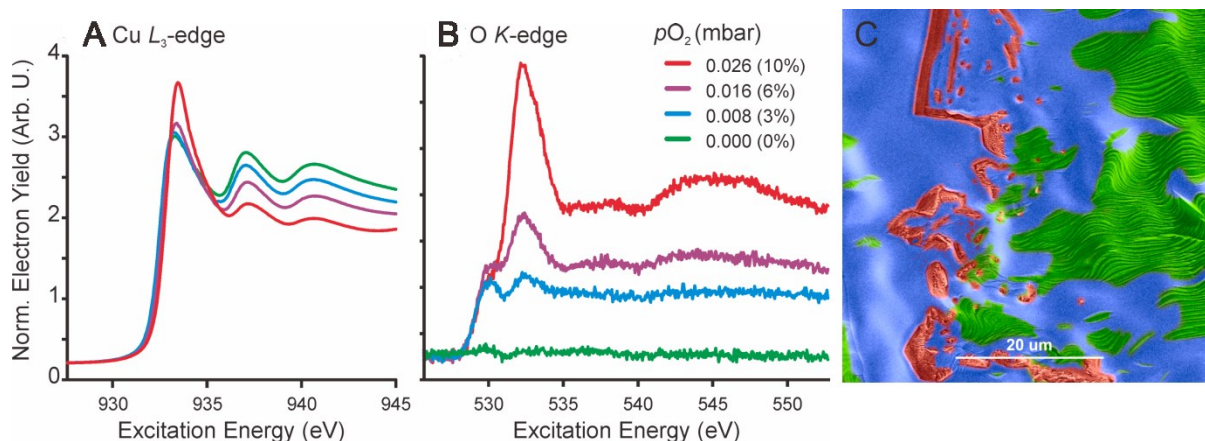 A Cu L₃-edge
4
3
2
1
0
Norm. Electron Yield (Arb. U.)
930 935 940 945
Excitation Energy (eV)
B O K-edge
pO₂ (mbar)
0.026 (10%)
0.016 (6%)
0.008 (3%)
0.000 (0%)
530 535 540 545 550
Excitation Energy (eV)
C
20 um